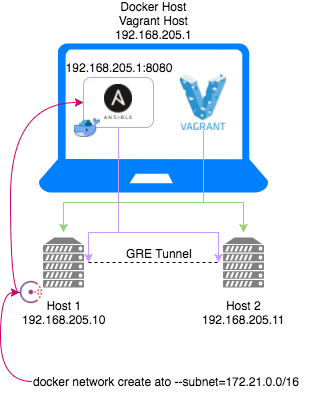 Docker Host
Vagrant Host
192.168.205.1
192.168.205.1:8080
ANSIBLE
VAGRANT
GRE Tunnel
Host 1
192.168.205.10
Host 2
192.168.205.11
docker network create ato --subnet=172.21.0.0/16